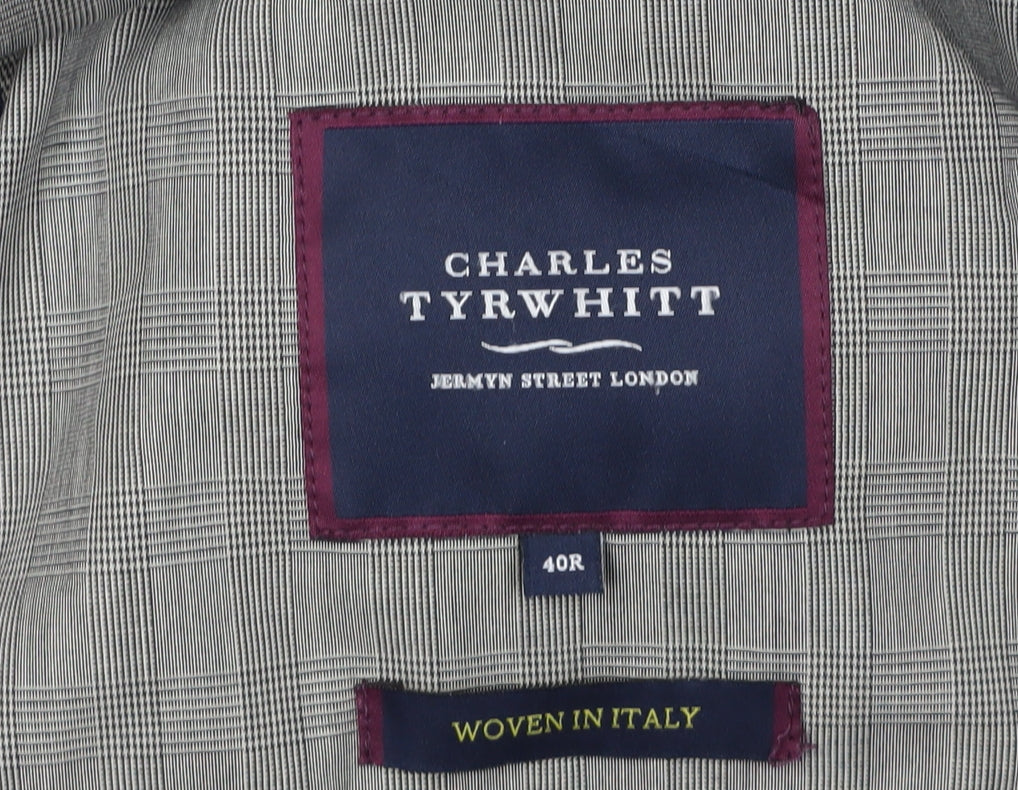 CHARLES
TYRWHITT
JERMYN STREET LONDON
40R
WOVEN IN ITALY